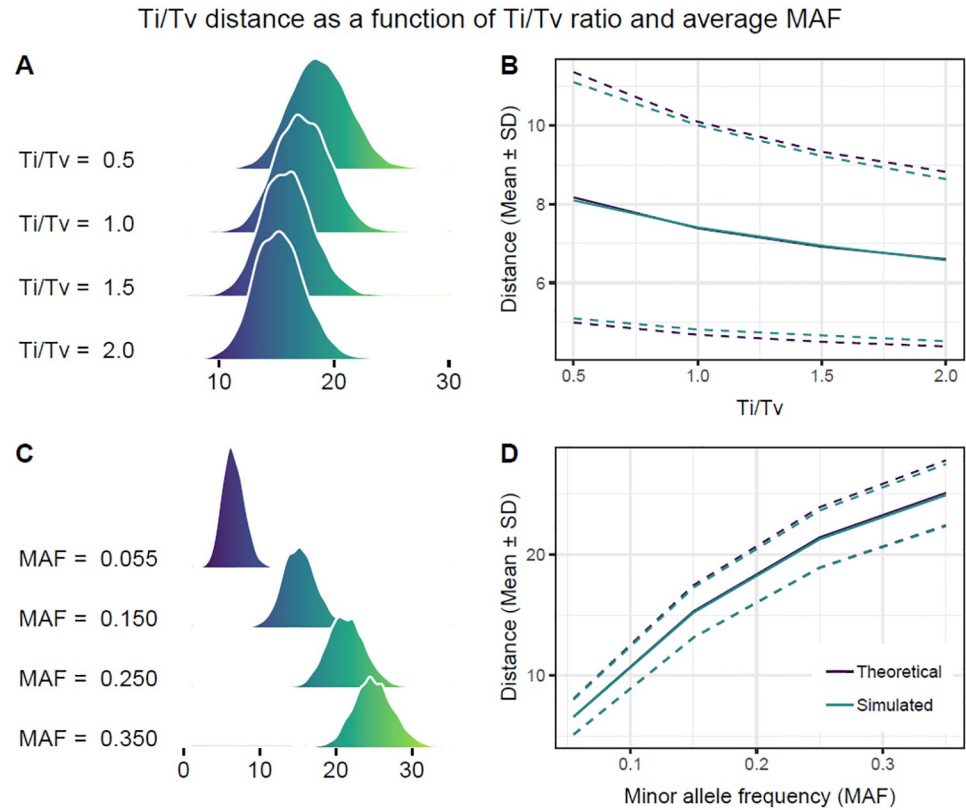 Ti/Tv distance as a function of Ti/Tv ratio and average MAF
A
Ti/Tv = 0.5
Ti/Tv = 1.0
Ti/Tv = 1.5
Ti/Tv = 2.0
10 20 30
B
Distance (Mean ± SD)
10
8
6
0.5 1.0 1.5 2.0
Ti/Tv
C
MAF = 0.055
MAF = 0.150
MAF = 0.250
MAF = 0.350
0 10 20 30
D
Distance (Mean ± SD)
20
10
Theoretical
Simulated
0.1 0.2 0.3
Minor allele frequency (MAF)